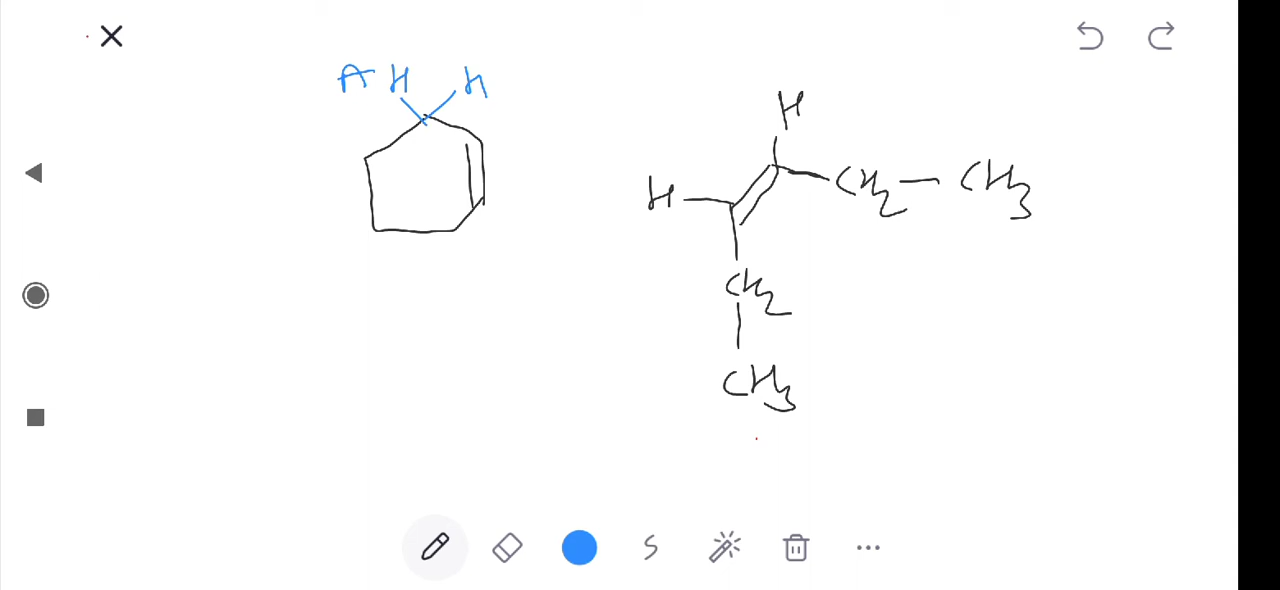 A H H
H
H CH2 — CH3
CH2
CH3